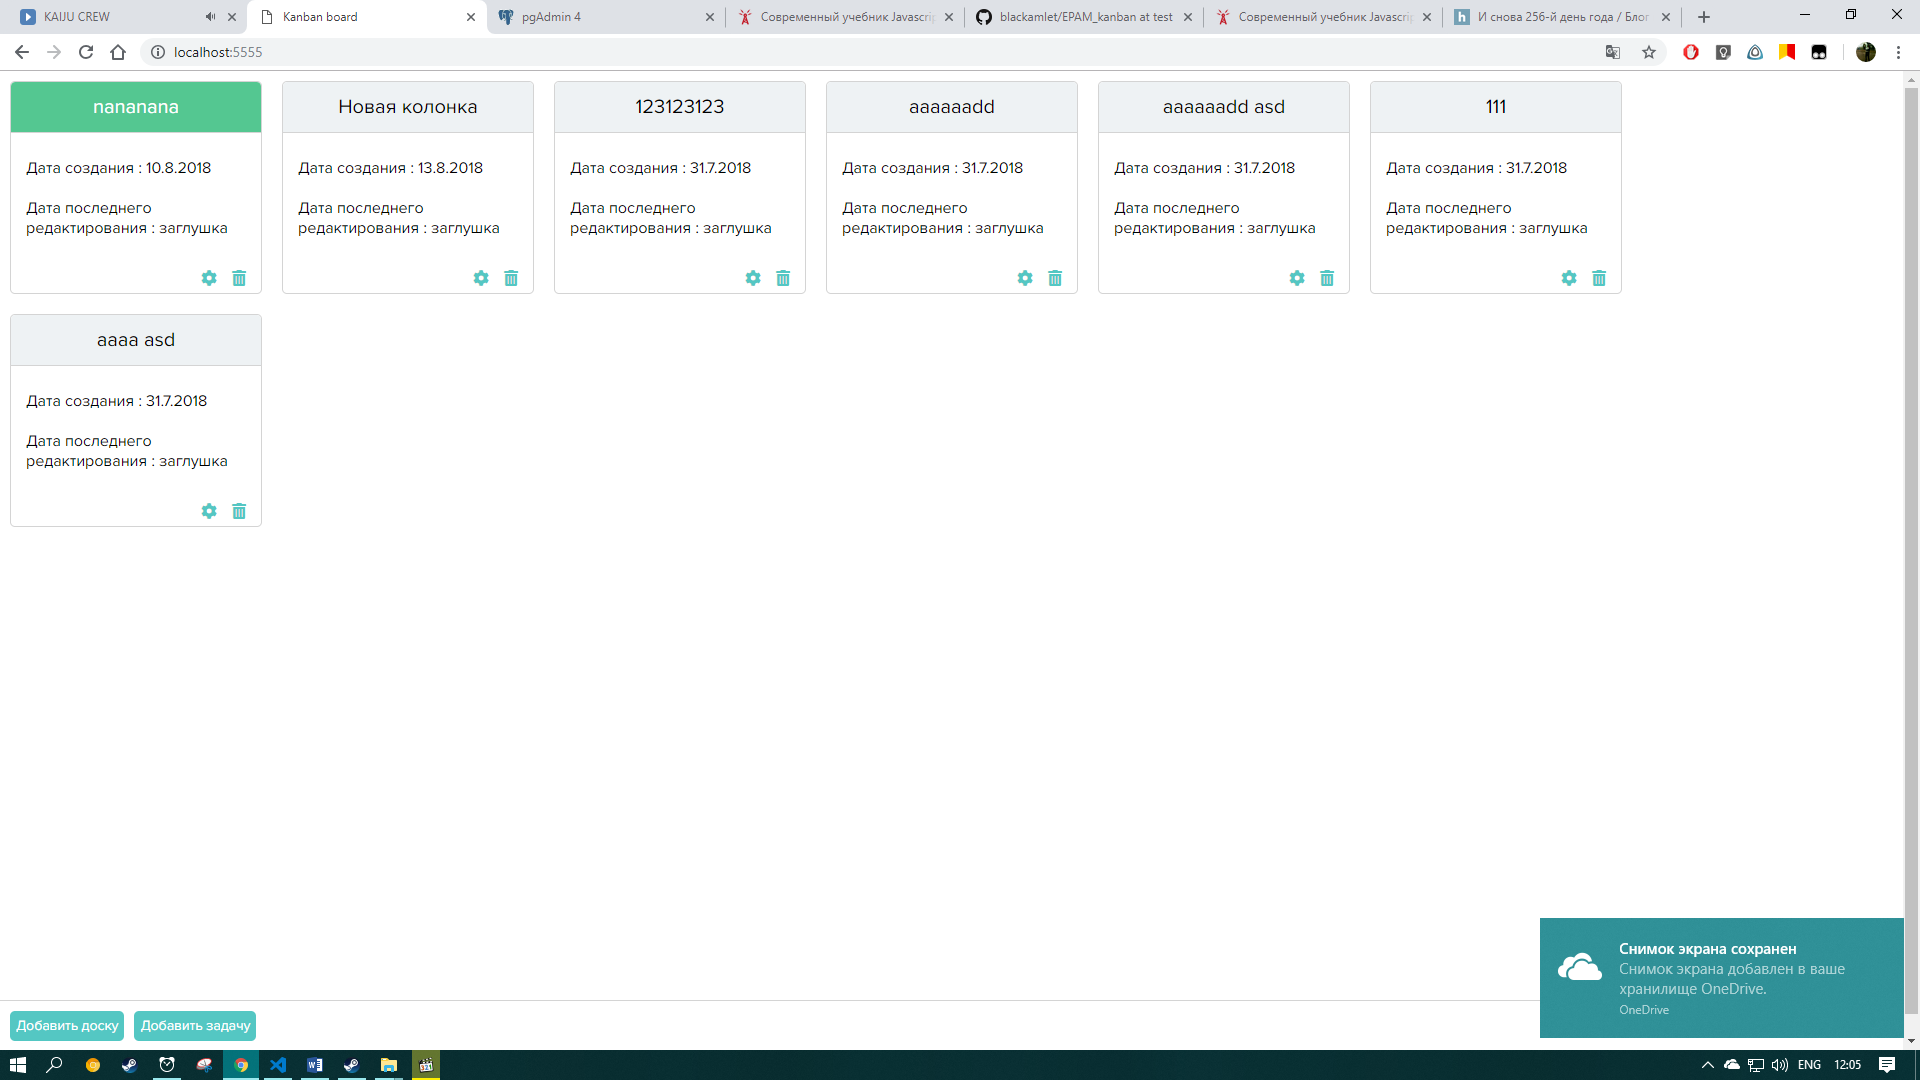 KAIJU CREW
Kanban board
pgAdmin 4
Современный учебник Javascrip
blackamlet/EPAM_kanban at test
Современный учебник Javascrip
И снова 256-й день года / Блог
localhost:5555
nananana
Дата создания : 10.8.2018
Дата последнего
редактирования : заглушка
Новая колонка
Дата создания : 13.8.2018
Дата последнего
редактирования : заглушка
123123123
Дата создания : 31.7.2018
Дата последнего
редактирования : заглушка
aaaaaadd
Дата создания : 31.7.2018
Дата последнего
редактирования : заглушка
aaaaaadd asd
Дата создания : 31.7.2018
Дата последнего
редактирования : заглушка
111
Дата создания : 31.7.2018
Дата последнего
редактирования : заглушка
aaaa asd
Дата создания : 31.7.2018
Дата последнего
редактирования : заглушка
Снимок экрана сохранен
Снимок экрана добавлен в ваше
хранилище OneDrive.
OneDrive
Добавить доску
Добавить задачу
ENG
12:05